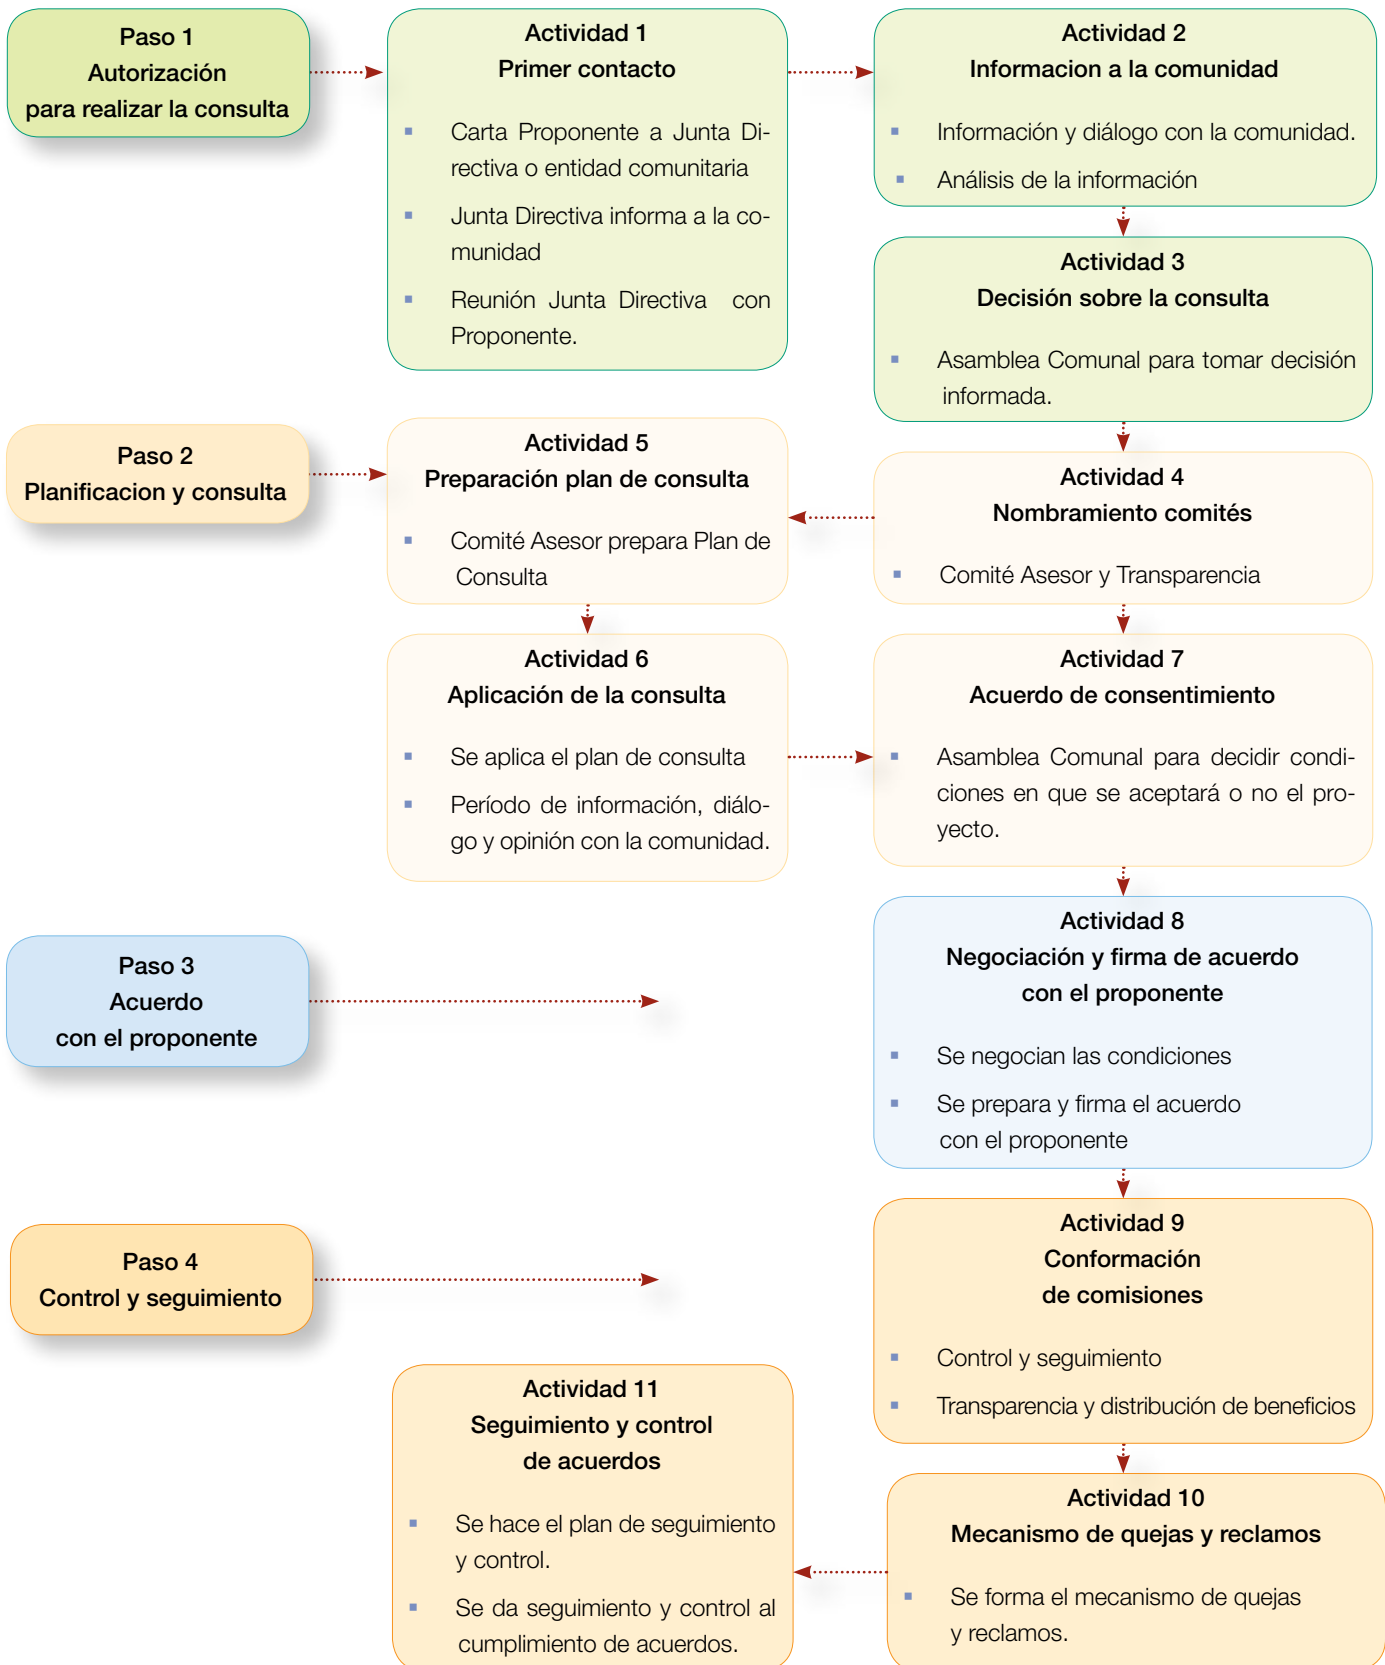 Paso 1
Autorización
para realizar la consulta
Actividad 1
Primer contacto
▪ Carta Proponente a Junta Di-
rectiva o entidad comunitaria
▪ Junta Directiva informa a la co-
munidad
▪ Reunión Junta Directiva con
Proponente.
Actividad 2
Informacion a la comunidad
▪ Información y diálogo con la comunidad.
▪ Análisis de la información
Actividad 3
Decisión sobre la consulta
▪ Asamblea Comunal para tomar decisión
informada.
Paso 2
Planificacion y consulta
Actividad 4
Nombramiento comités
▪ Comité Asesor y Transparencia
Actividad 5
Preparación plan de consulta
▪ Comité Asesor prepara Plan de
Consulta
Actividad 6
Aplicación de la consulta
▪ Se aplica el plan de consulta
▪ Período de información, diálo-
go y opinión con la comunidad.
Actividad 7
Acuerdo de consentimiento
▪ Asamblea Comunal para decidir condi-
ciones en que se aceptará o no el pro-
yecto.
Paso 3
Acuerdo
con el proponente
Actividad 8
Negociación y firma de acuerdo
con el proponente
▪ Se negocian las condiciones
▪ Se prepara y firma el acuerdo
con el proponente
Paso 4
Control y seguimiento
Actividad 9
Conformación
de comisiones
▪ Control y seguimiento
▪ Transparencia y distribución de beneficios
Actividad 10
Mecanismo de quejas y reclamos
▪ Se forma el mecanismo de quejas
y reclamos.
Actividad 11
Seguimiento y control
de acuerdos
▪ Se hace el plan de seguimiento
y control.
▪ Se da seguimiento y control al
cumplimiento de acuerdos.